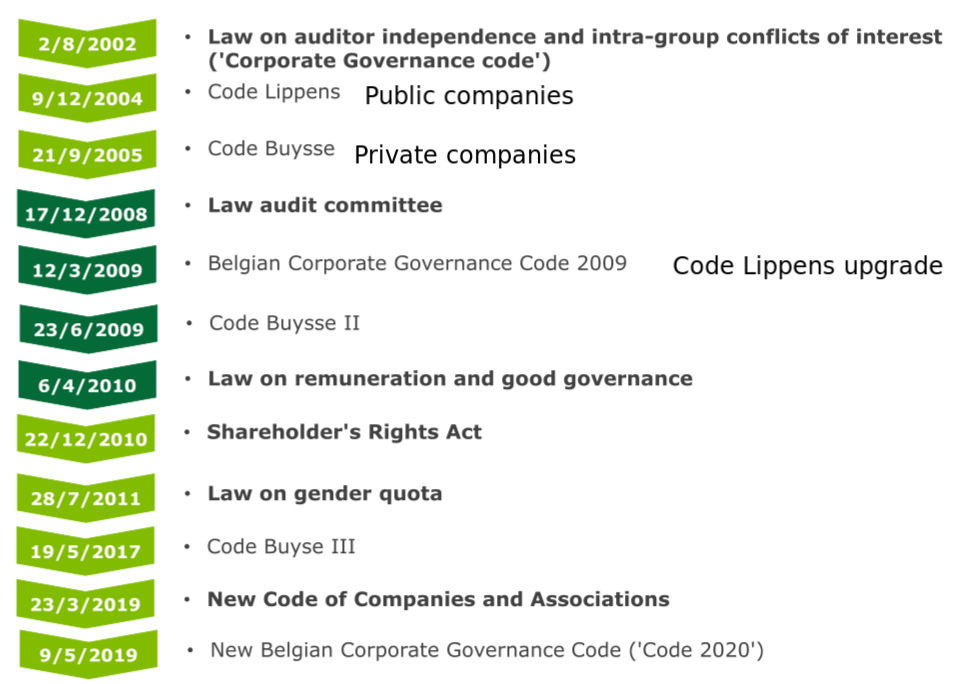 2/8/2002 • Law on auditor independence and intra-group conflicts of interest
('Corporate Governance code')
9/12/2004 • Code Lippens Public companies
21/9/2005 • Code Buysse Private companies
17/12/2008 • Law audit committee
12/3/2009 • Belgian Corporate Governance Code 2009 Code Lippens upgrade
23/6/2009 • Code Buysse II
6/4/2010 • Law on remuneration and good governance
22/12/2010 • Shareholder's Rights Act
28/7/2011 • Law on gender quota
19/5/2017 • Code Buyse III
23/3/2019 • New Code of Companies and Associations
9/5/2019 • New Belgian Corporate Governance Code ('Code 2020')